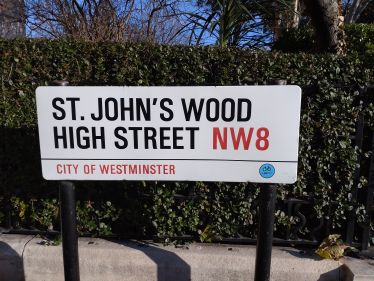 ST. JOHN'S WOOD
HIGH STREET NW8
CITY OF WESTMINSTER